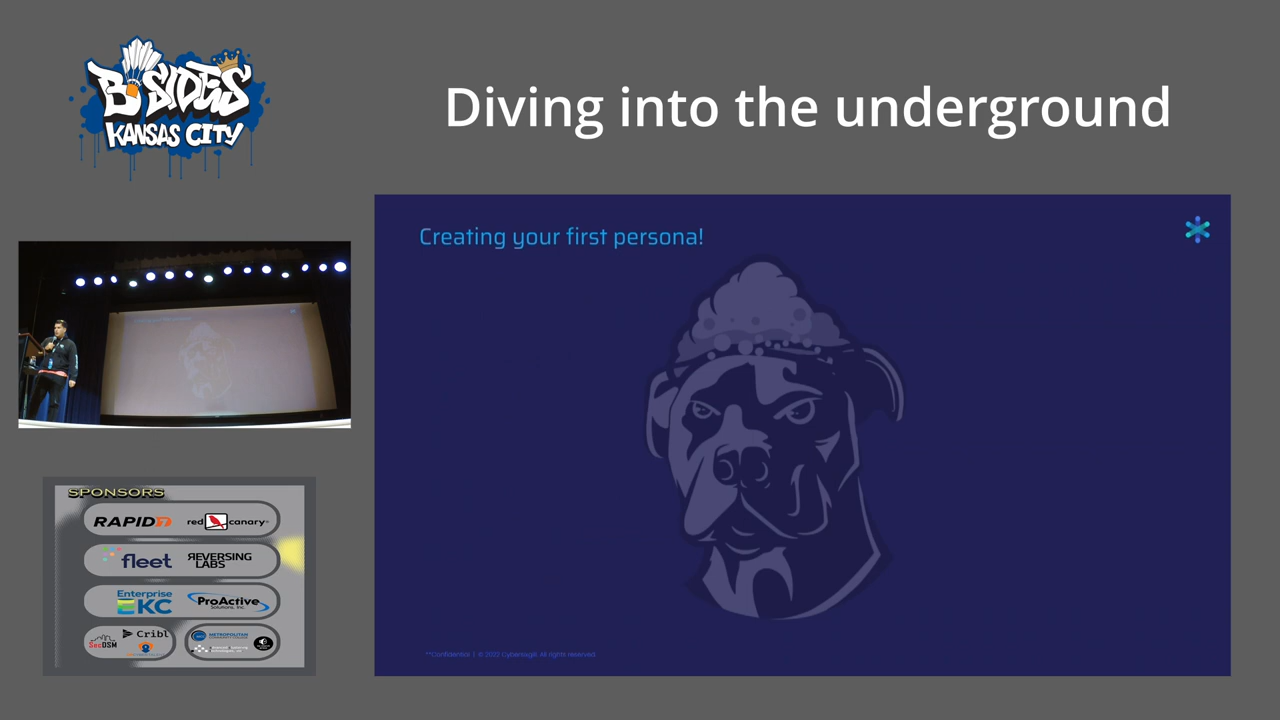 B SIDES
KANSAS CITY
Diving into the underground
Creating your first persona!
SPONSORS
RAPID7
red canary
fleet
REVERSING
LABS
Enterprise
KC
ProActive
Solutions, Inc.
SecDSM
Cribl
METROPOLITAN